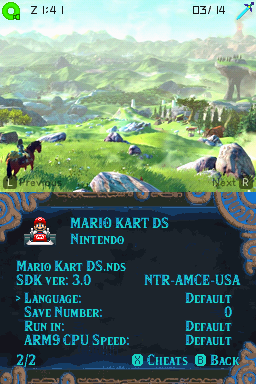 21:41
03/14
L Previous
Next R
MARIO KART DS
NINTENDO
MARIO KART DS.NDS
SDK VER: 3.0 NTR-AMCE-USA
> LANGUAGE: DEFAULT
SAVE NUMBER: 0
RUN IN: DEFAULT
ARM9 CPU SPEED: DEFAULT
2/2 X CHEATS B BACK